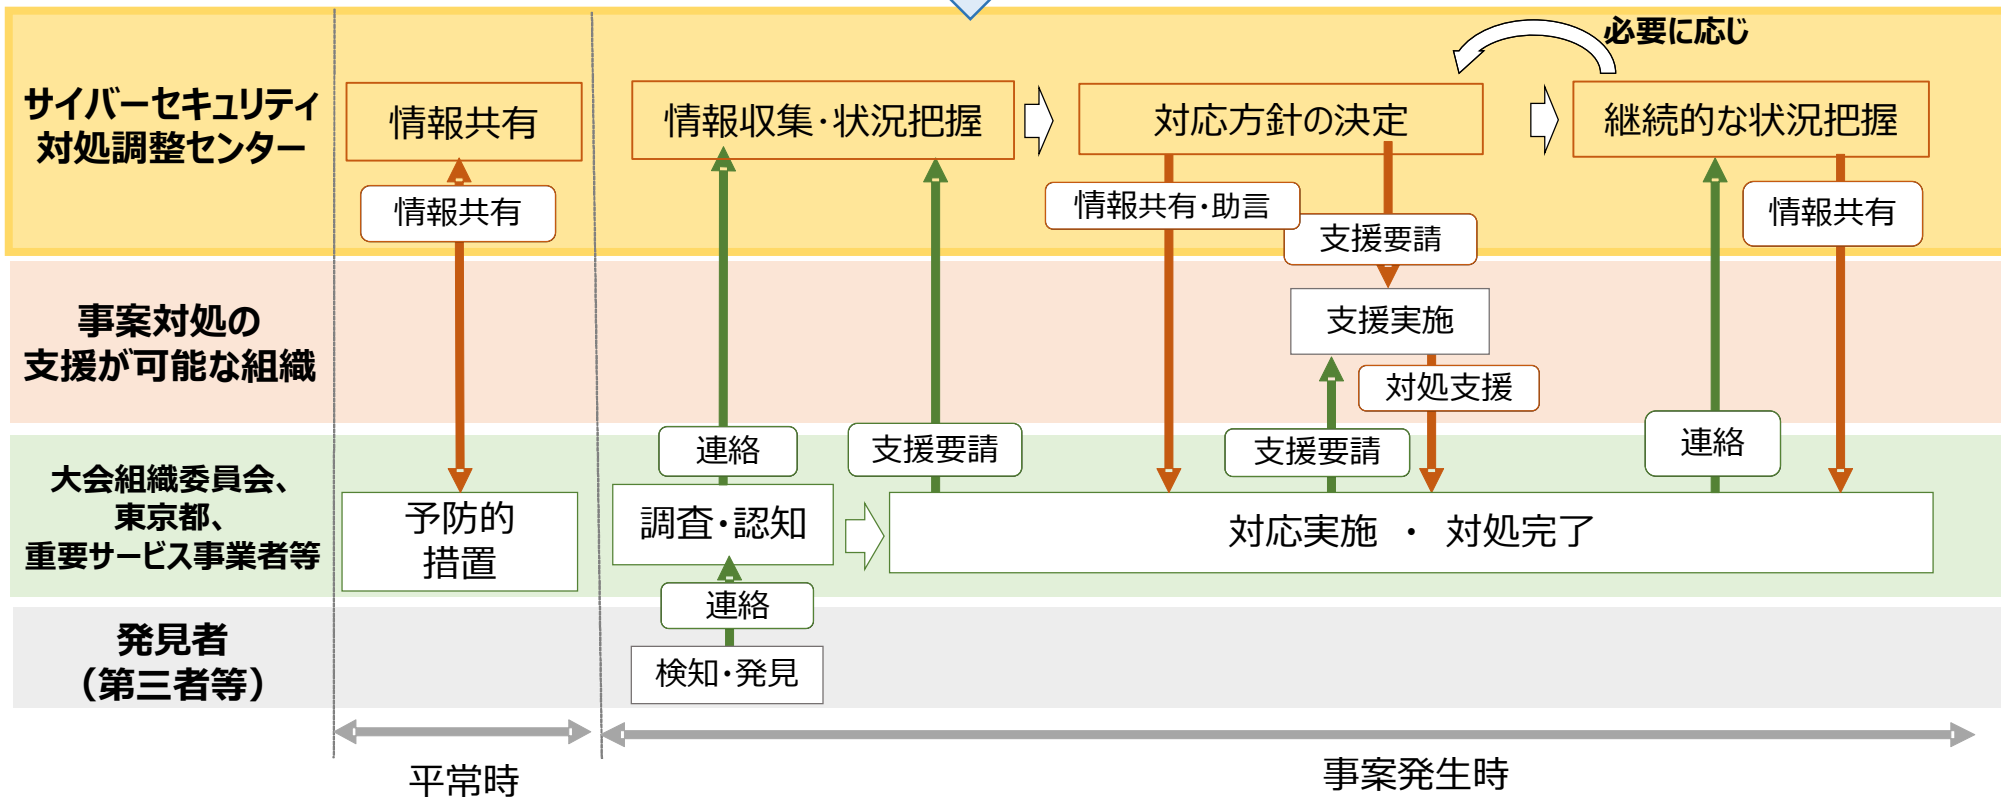 必要に応じ
サイバーセキュリティ
対処調整センター
情報共有
情報収集・状況把握
対応方針の決定
継続的な状況把握
情報共有
情報共有・助言
支援要請
情報共有
事案対処の
支援が可能な組織
支援実施
対処支援
連絡
支援要請
支援要請
連絡
大会組織委員会、
東京都、
重要サービス事業者等
予防的
措置
調査・認知
対応実施 ・ 対処完了
連絡
発見者
（第三者等）
検知・発見
平常時
事案発生時